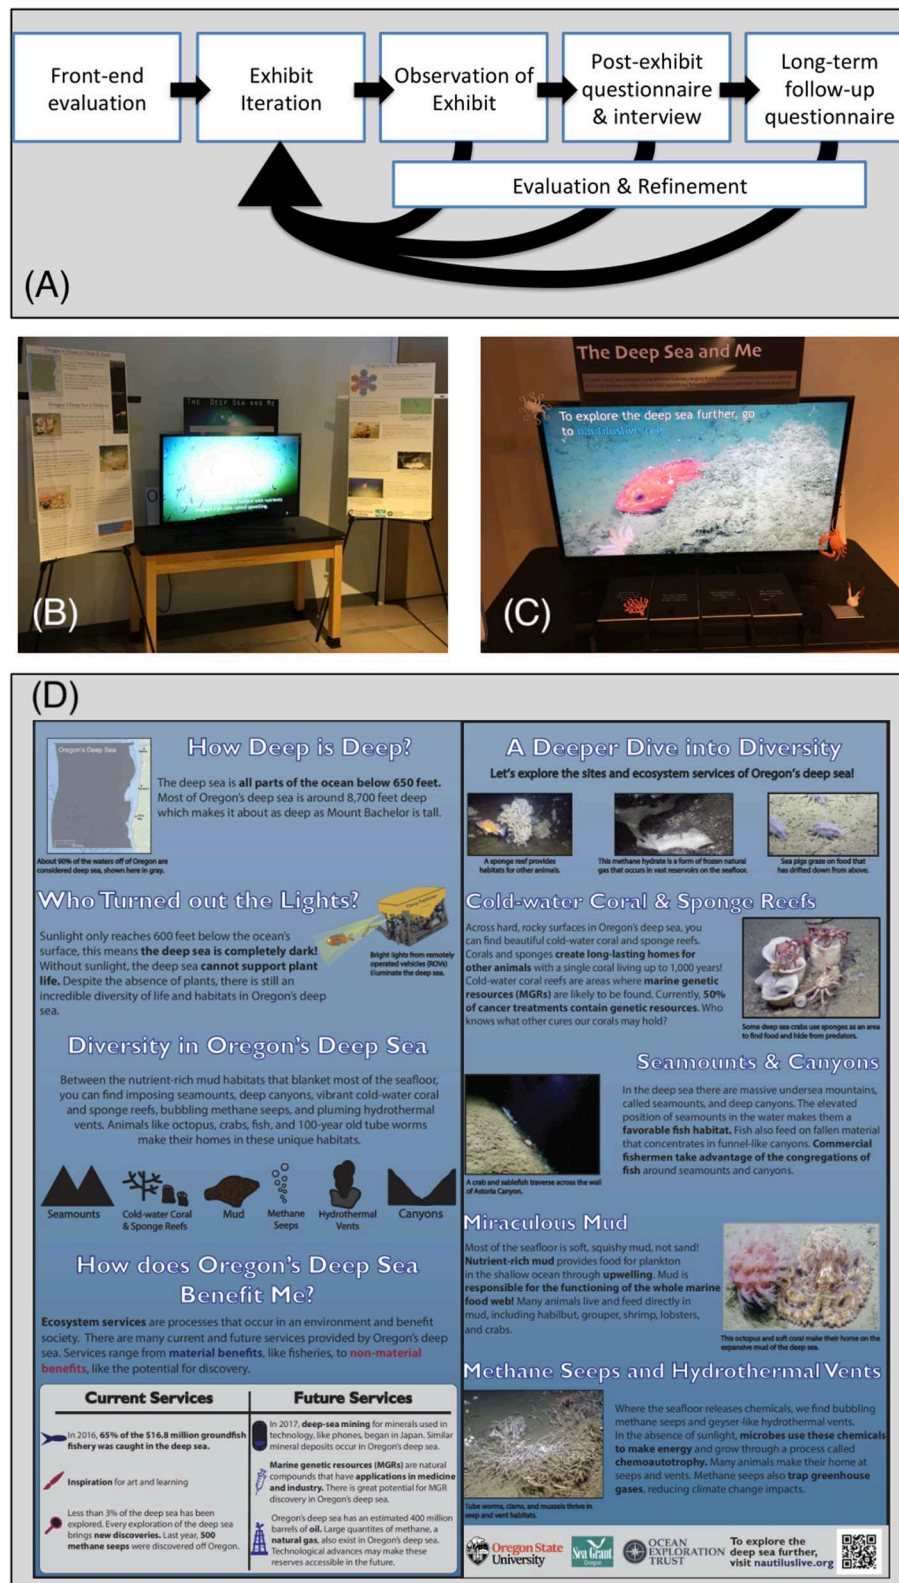 Front-end
evaluation
Exhibit
Iteration
Observation of
Exhibit
Post-exhibit
questionnaire
& interview
Long-term
follow-up
questionnaire
Evaluation & Refinement
(A)
THE DEEP SEA AND ME
(B)
The Deep Sea and Me
To explore the deep sea further, go
to nautiluslive.org
(C)
(D)
How Deep is Deep?
Oregon's Deep Sea
The deep sea is all parts of the ocean below 650 feet.
Most of Oregon's deep sea is around 8,700 feet deep
which makes it about as deep as Mount Bachelor is tall.
About 90% of the waters off of Oregon are
considered deep sea, shown here in gray.
Who Turned out the Lights?
Sunlight only reaches 600 feet below the ocean's
surface, this means the deep sea is completely dark!
Without sunlight, the deep sea cannot support plant
life. Despite the absence of plants, there is still an
incredible diversity of life and habitats in Oregon's deep
sea.
Bright lights from remotely
operated vehicles (ROVs)
illuminate the deep sea.
Diversity in Oregon's Deep Sea
Between the nutrient-rich mud habitats that blanket most of the seafloor,
you can find imposing seamounts, deep canyons, vibrant cold-water coral
and sponge reefs, bubbling methane seeps, and pluming hydrothermal
vents. Animals like octopus, crabs, fish, and 100-year old tube worms
make their homes in these unique habitats.
Seamounts
Cold-water Coral
& Sponge Reefs
Mud
Methane
Seeps
Hydrothermal
Vents
Canyons
How does Oregon's Deep Sea
Benefit Me?
Ecosystem services are processes that occur in an environment and benefit
society. There are many current and future services provided by Oregon's deep
sea. Services range from material benefits, like fisheries, to non-material
benefits, like the potential for discovery.
Current Services
In 2016, 65% of the $16.8 million groundfish
fishery was caught in the deep sea.
Inspiration for art and learning
Less than 3% of the deep sea has been
explored. Every exploration of the deep sea
brings new discoveries. Last year, 500
methane seeps were discovered off Oregon.
Future Services
In 2017, deep-sea mining for minerals used in
technology, like phones, began in Japan. Similar
mineral deposits occur in Oregon's deep sea.
Marine genetic resources (MGRs) are natural
compounds that have applications in medicine
and industry. There is great potential for MGR
discovery in Oregon's deep sea.
Oregon's deep sea has an estimated 400 million
barrels of oil. Large quantites of methane, a
natural gas, also exist in Oregon's deep sea.
Technological advances may make these
reserves accessible in the future.
A Deeper Dive into Diversity
Let's explore the sites and ecosystem services of Oregon's deep sea!
A sponge reef provides
habitats for other animals.
This methane hydrate is a form of frozen natural
gas that occurs in vast reservoirs on the seafloor.
Sea pigs graze on food that
has drifted down from above.
Cold-water Coral & Sponge Reefs
Across hard, rocky surfaces in Oregon's deep sea, you
can find beautiful cold-water coral and sponge reefs.
Corals and sponges create long-lasting homes for
other animals with a single coral living up to 1,000 years!
Cold-water coral reefs are areas where marine genetic
resources (MGRs) are likely to be found. Currently, 50%
of cancer treatments contain genetic resources. Who
knows what other cures our corals may hold?
Some deep sea crabs use sponges as an area
to find food and hide from predators.
Seamounts & Canyons
In the deep sea there are massive undersea mountains,
called seamounts, and deep canyons. The elevated
position of seamounts in the water makes them a
favorable fish habitat. Fish also feed on fallen material
that concentrates in funnel-like canyons. Commercial
fishermen take advantage of the congregations of
fish around seamounts and canyons.
A crab and sablefish traverse across the wall
of Astoria Canyon.
Miraculous Mud
Most of the seafloor is soft, squishy mud, not sand!
Nutrient-rich mud provides food for plankton
in the shallow ocean through upwelling. Mud is
responsible for the functioning of the whole marine
food web! Many animals live and feed directly in
mud, including habilbut, grouper, shrimp, lobsters,
and crabs.
This octopus and soft coral make their home on the
expansive mud of the deep sea.
Methane Seeps and Hydrothermal Vents
Where the seafloor releases chemicals, we find bubbling
methane seeps and geyser-like hydrothermal vents.
In the absence of sunlight, microbes use these chemicals
to make energy and grow through a process called
chemoautotrophy. Many animals make their home at
seeps and vents. Methane seeps also trap greenhouse
gases, reducing climate change impacts.
Tube worms, clams, and mussels thrive in
seep and vent habitats.
Oregon State
University
Sea Grant
Oregon
OCEAN
EXPLORATION
TRUST
To explore the
deep sea further,
visit nautiluslive.org